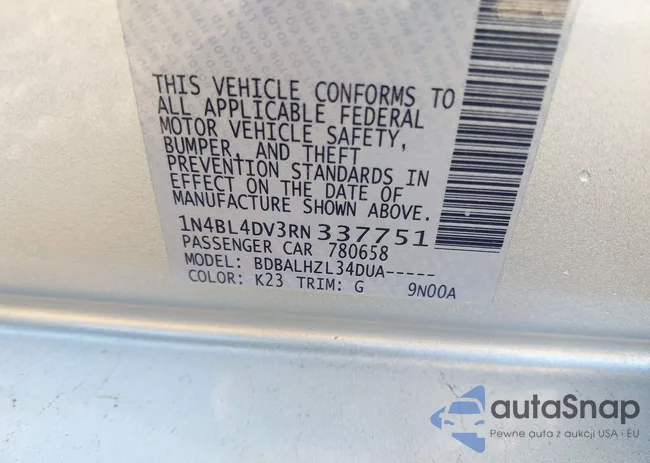 THIS VEHICLE CONFORMS TO
ALL APPLICABLE FEDERAL
MOTOR VEHICLE SAFETY,
BUMPER, AND THEFT
PREVENTION STANDARDS IN
EFFECT ON THE DATE OF
MANUFACTURE SHOWN ABOVE.
1N4BL4DV3RN337751
PASSENGER CAR 780658
MODEL: BDBALHZL34DUA-----
COLOR: K23 TRIM: G 9N00A
autaSnap
Pewne auta z aukcji USA i EU